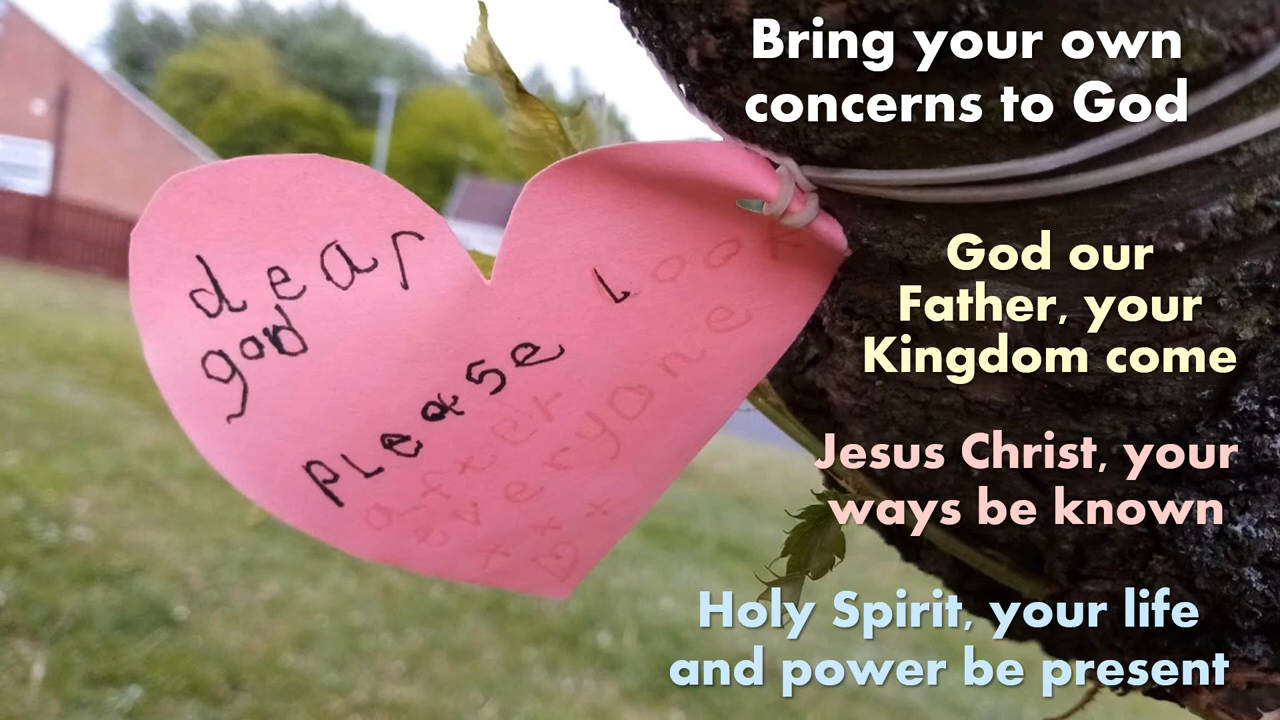 dear
god
please look
after
everyone
x x x
Bring your own
concerns to God
God our
Father, your
Kingdom come
Jesus Christ, your
ways be known
Holy Spirit, your life
and power be present